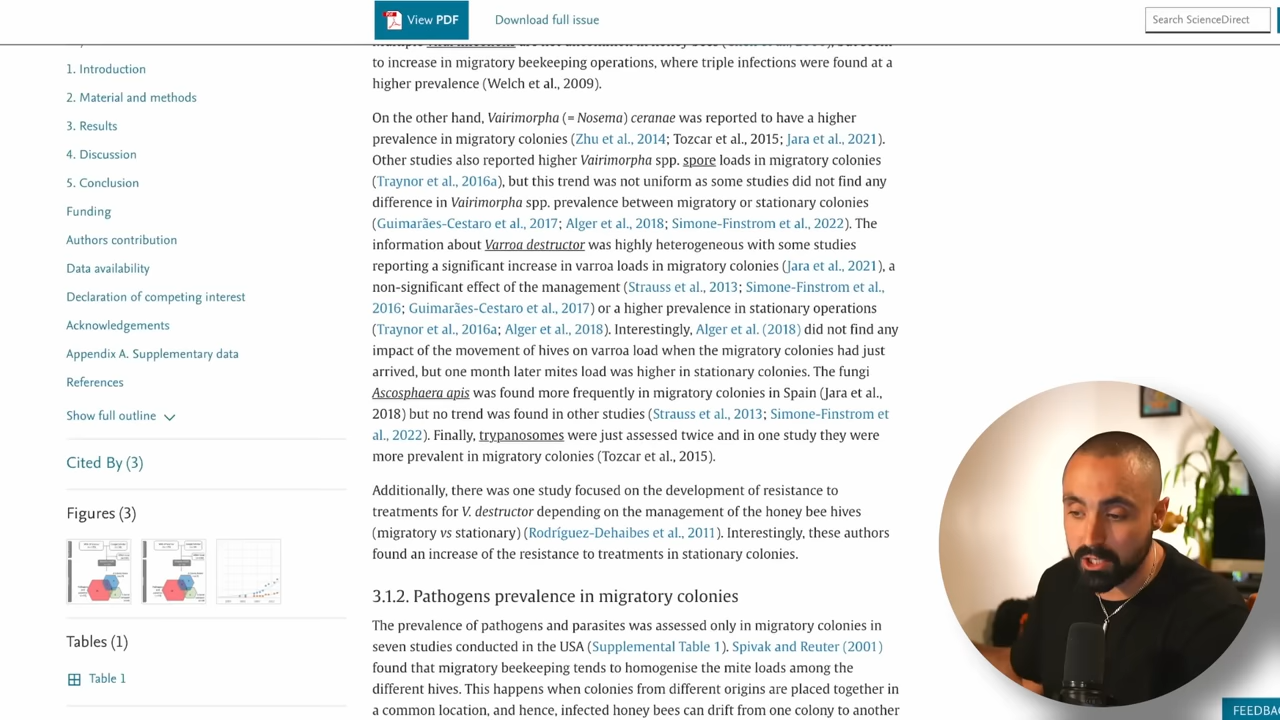 View PDF
Download full issue
Search ScienceDirect
1. Introduction
2. Material and methods
3. Results
4. Discussion
5. Conclusion
Funding
Authors contribution
Data availability
Declaration of competing interest
Acknowledgements
Appendix A. Supplementary data
References
Show full outline
Cited By (3)
Figures (3)
Tables (1)
Table 1
to increase in migratory beekeeping operations, where triple infections were found at a
higher prevalence (Welch et al., 2009).
On the other hand, Vairimorpha (= Nosema) ceranae was reported to have a higher
prevalence in migratory colonies (Zhu et al., 2014; Tozcar et al., 2015; Jara et al., 2021).
Other studies also reported higher Vairimorpha spp. spore loads in migratory colonies
(Traynor et al., 2016a), but this trend was not uniform as some studies did not find any
difference in Vairimorpha spp. prevalence between migratory or stationary colonies
(Guimarães-Cestaro et al., 2017; Alger et al., 2018; Simone-Finstrom et al., 2022). The
information about Varroa destructor was highly heterogeneous with some studies
reporting a significant increase in varroa loads in migratory colonies (Jara et al., 2021), a
non-significant effect of the management (Strauss et al., 2013; Simone-Finstrom et al.,
2016; Guimarães-Cestaro et al., 2017) or a higher prevalence in stationary operations
(Traynor et al., 2016a; Alger et al., 2018). Interestingly, Alger et al. (2018) did not find any
impact of the movement of hives on varroa load when the migratory colonies had just
arrived, but one month later mites load was higher in stationary colonies. The fungi
Ascosphaera apis was found more frequently in migratory colonies in Spain (Jara et al.,
2018) but no trend was found in other studies (Strauss et al., 2013; Simone-Finstrom et
al., 2022). Finally, trypanosomes were just assessed twice and in one study they were
more prevalent in migratory colonies (Tozcar et al., 2015).
Additionally, there was one study focused on the development of resistance to
treatments for V. destructor depending on the management of the honey bee hives
(migratory vs stationary) (Rodríguez-Dehaibes et al., 2011). Interestingly, these authors
found an increase of the resistance to treatments in stationary colonies.
3.1.2. Pathogens prevalence in migratory colonies
The prevalence of pathogens and parasites was assessed only in migratory colonies in
seven studies conducted in the USA (Supplemental Table 1). Spivak and Reuter (2001)
found that migratory beekeeping tends to homogenise the mite loads among the
different hives. This happens when colonies from different origins are placed together in
a common location, and hence, infected honey bees can drift from one colony to another
FEEDBA